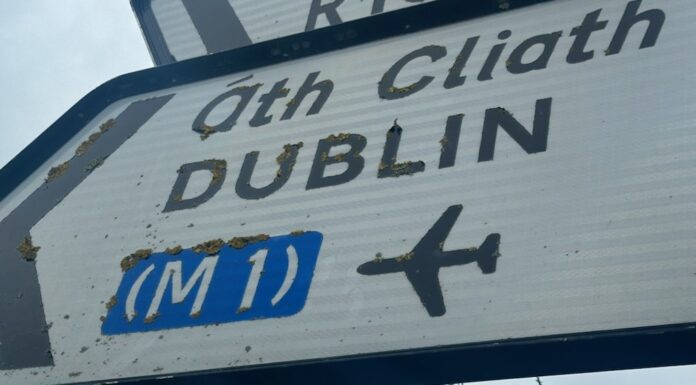 Áth Cliath
DUBLIN
(M1)